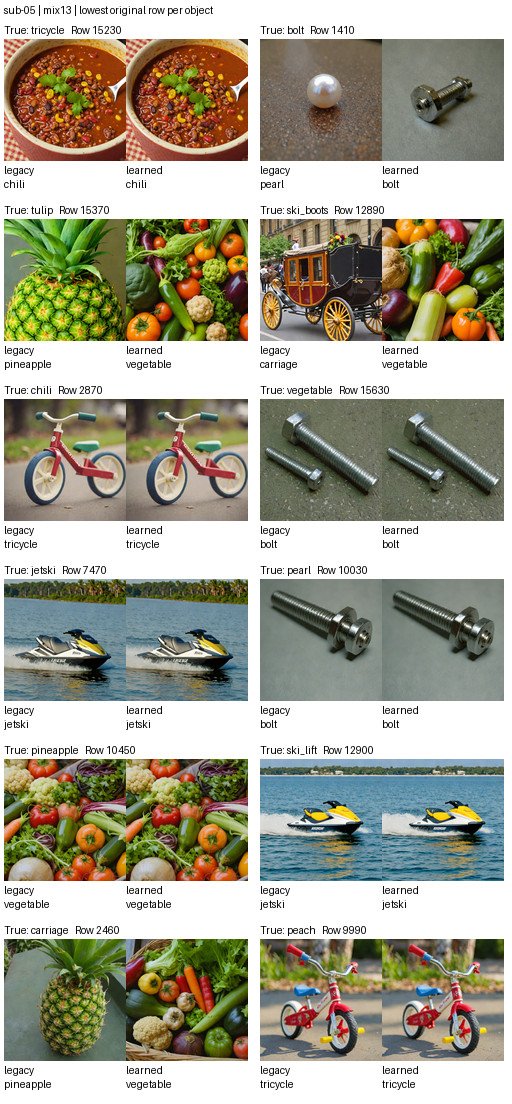 sub-05 | mix13 | lowest original row per object
True: tricycle Row 15230
legacy
chili
learned
chili
True: bolt Row 1410
legacy
pearl
learned
bolt
True: tulip Row 15370
legacy
pineapple
learned
vegetable
True: ski_boots Row 12890
legacy
carriage
learned
vegetable
True: chili Row 2870
legacy
tricycle
learned
tricycle
True: vegetable Row 15630
legacy
bolt
learned
bolt
True: jetski Row 7470
legacy
jetski
learned
jetski
True: pearl Row 10030
legacy
bolt
learned
bolt
True: pineapple Row 10450
legacy
vegetable
learned
vegetable
True: ski_lift Row 12900
legacy
jetski
learned
jetski
True: carriage Row 2460
legacy
pineapple
learned
vegetable
True: peach Row 9990
legacy
tricycle
learned
tricycle